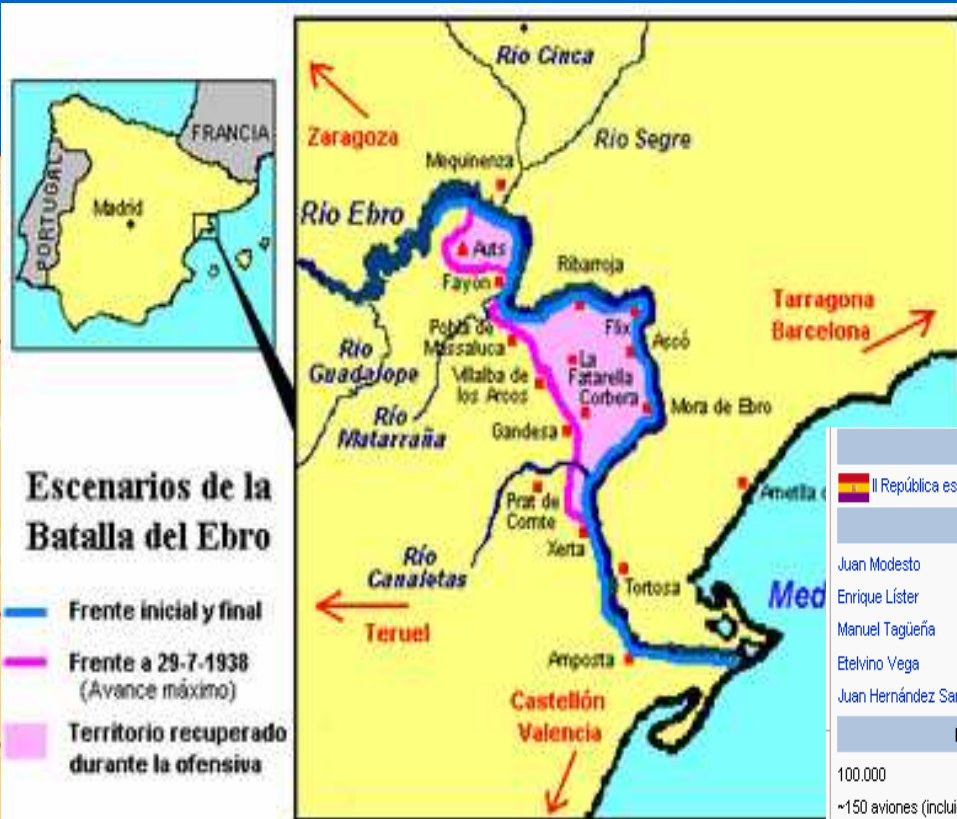 FRANCIA
PORTUGAL
Madrid
Escenarios de la
Batalla del Ebro
Frente inicial y final
Frente a 29-7-1938
(Avance máximo)
Territorio recuperado
durante la ofensiva
Río Cinca
Zaragoza
Río Segre
Mequinenza
Río Ebro
Auts
Fayón
Ribarroja
Tarragona
Barcelona
Flix
Ascó
Pobla de
Massaluca
Río
Guadalope
La
Fatarella
Villalba de
los Arcos
Corbera
Mora de Ebro
Río
Matarraña
Gandesa
Prat de
Comte
Ametlla
Xerta
Río
Canaletas
Tortosa
Med
Teruel
Amposta
Castellón
Valencia
II República es
Juan Modesto
Enrique Líster
Manuel Tagüeña
Etelvino Vega
Juan Hernández Sa
100.000
~150 aviones (inclui